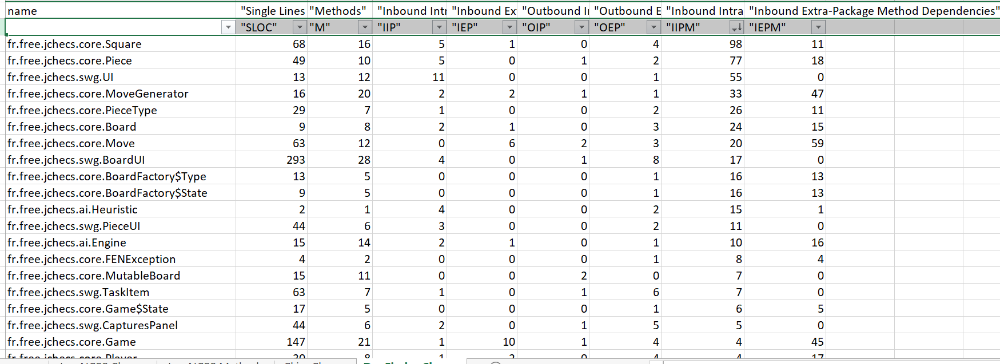 name "Single Lines "Methods" "Inbound Intr "Inbound Ex "Outbound I "Outbound E "Inbound Intra "Inbound Extra-Package Method Dependencies"
"SLOC" "M" "IIP" "IEP" "OIP" "OEP" "IIPM" "IEPM"
fr.free.jchecs.core.Square 68 16 5 1 0 4 98 11
fr.free.jchecs.core.Piece 49 10 5 0 1 2 77 18
fr.free.jchecs.swg.UI 13 12 11 0 0 1 55 0
fr.free.jchecs.core.MoveGenerator 16 20 2 2 1 1 33 47
fr.free.jchecs.core.PieceType 29 7 1 0 0 2 26 11
fr.free.jchecs.core.Board 9 8 2 1 0 3 24 15
fr.free.jchecs.core.Move 63 12 0 6 2 3 20 59
fr.free.jchecs.swg.BoardUI 293 28 4 0 1 8 17 0
fr.free.jchecs.core.BoardFactory$Type 13 5 0 0 0 1 16 13
fr.free.jchecs.core.BoardFactory$State 9 5 0 0 0 1 16 13
fr.free.jchecs.ai.Heuristic 2 1 4 0 0 2 15 1
fr.free.jchecs.swg.PieceUI 44 6 3 0 0 2 11 0
fr.free.jchecs.ai.Engine 15 14 2 1 0 1 10 16
fr.free.jchecs.core.FENException 4 2 0 0 0 1 8 4
fr.free.jchecs.core.MutableBoard 15 11 0 0 2 0 7 0
fr.free.jchecs.swg.TaskItem 63 7 1 0 1 6 7 0
fr.free.jchecs.core.Game$State 17 5 0 0 0 1 6 5
fr.free.jchecs.swg.CapturesPanel 44 6 2 0 1 5 5 0
fr.free.jchecs.core.Game 147 21 1 10 1 4 4 45
fr.free.jchecs.core.Player 30 8 1 2 0 4 4 17